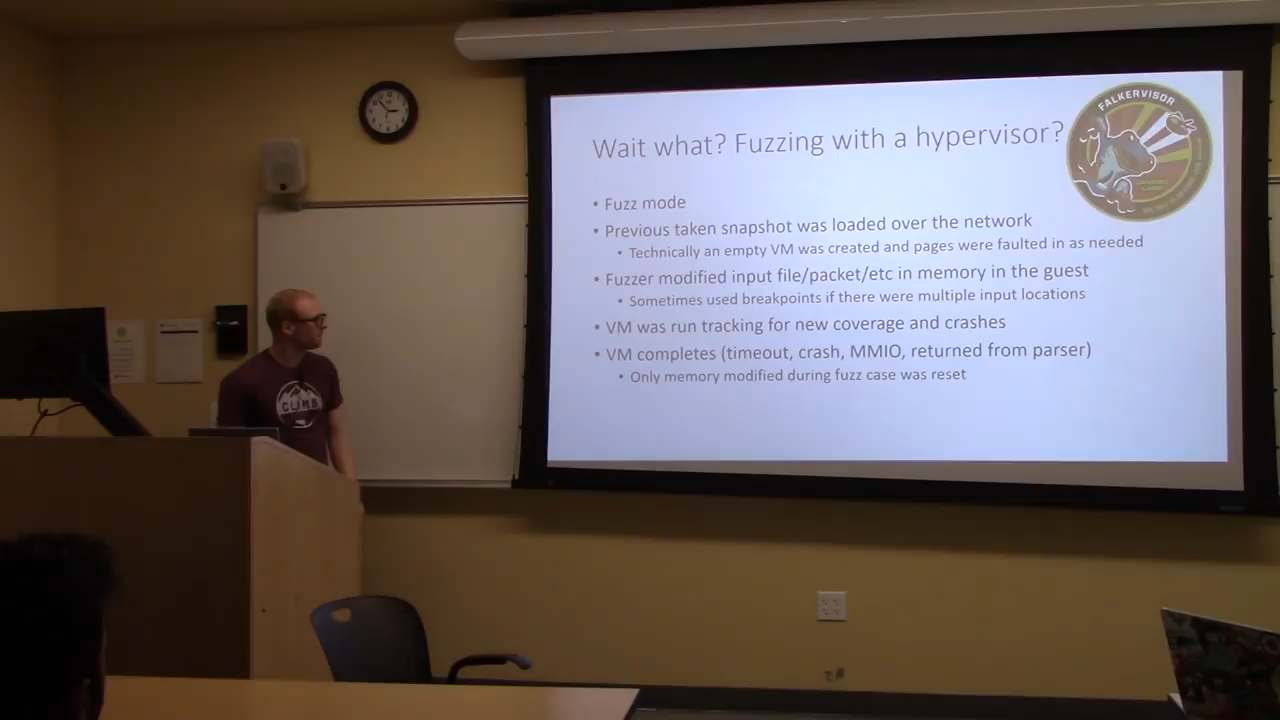 FALKERVISOR
Wait what? Fuzzing with a hypervisor?
• Fuzz mode
• Previous taken snapshot was loaded over the network
• Technically an empty VM was created and pages were faulted in as needed
• Fuzzer modified input file/packet/etc in memory in the guest
• Sometimes used breakpoints if there were multiple input locations
• VM was run tracking for new coverage and crashes
• VM completes (timeout, crash, MMIO, returned from parser)
• Only memory modified during fuzz case was reset
CLIMB